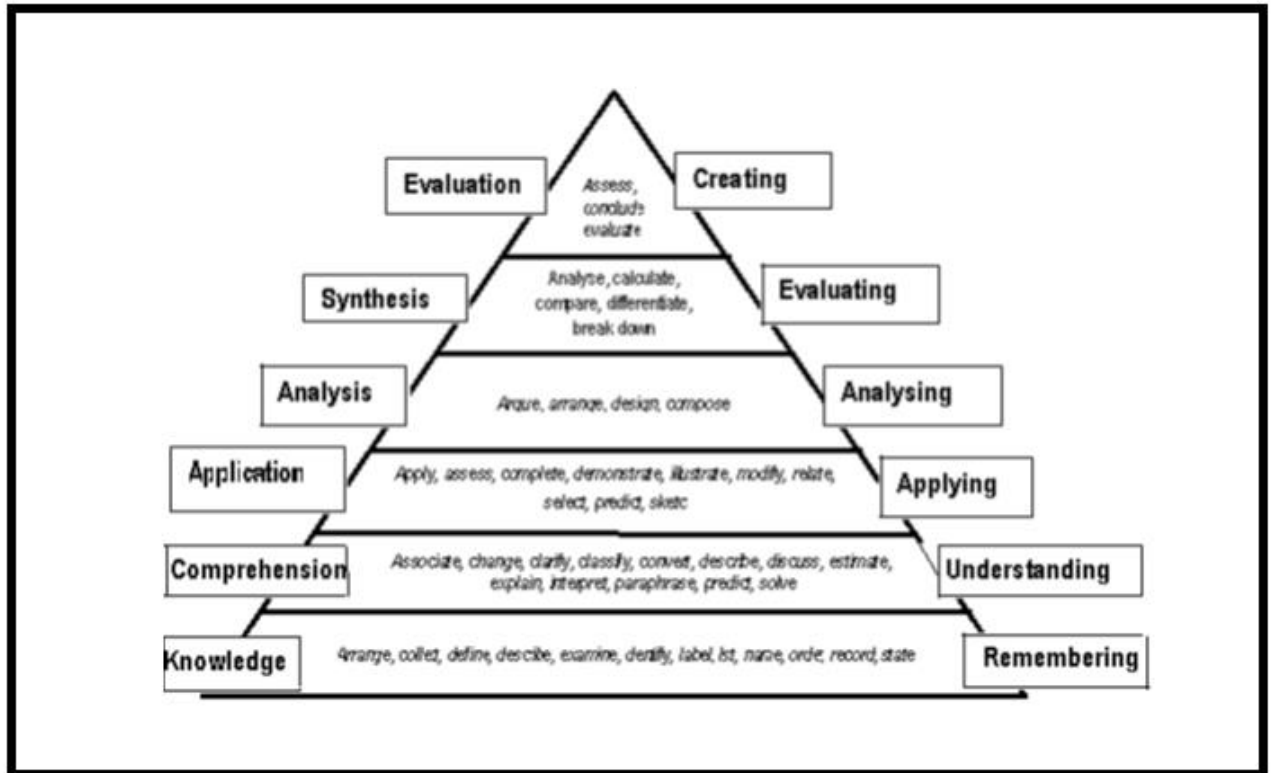 Evaluation
Creating
Assess,
conclude
evaluate
Synthesis
Analyse, calculate,
compare, differentiate,
break down
Evaluating
Analysis
Argue, arrange, design, compose
Analysing
Application
Apply, assess, complete, demonstrate, illustrate, modify, relate,
select, predict, sketc
Applying
Comprehension
Associate, change, clarify, classify, convert, describe, discuss, estimate,
explain, intepret, paraphrase, predict, solve
Understanding
Knowledge
Arrange, collect, define, describe, examine, dentify, label, list, name, order, record, state
Remembering